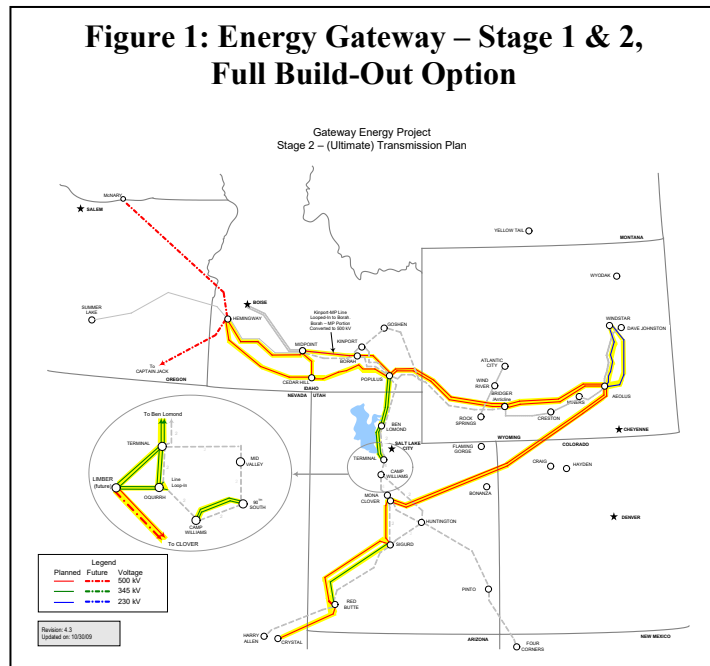 Figure 1: Energy Gateway – Stage 1 & 2,
Full Build-Out Option
Gateway Energy Project
Stage 2 – (Ultimate) Transmission Plan
McNARY
SALEM
MONTANA
YELLOW TAIL
WYODAK
SUMMER
LAKE
BOISE
HEMINGWAY
Kinport-MP Line
Looped-In to Borah.
Borah – MP Portion
Converted to 500 kV
GOSHEN
WINDSTAR
DAVE JOHNSTON
MIDPOINT
KINPORT
BORAH
To
CAPTAIN JACK
OREGON
CEDAR HILL
IDAHO
NEVADA
UTAH
POPULUS
ATLANTIC
CITY
WIND
RIVER
BRIDGER
/Anticline
ROCK
SPRINGS
CRESTON
MINERS
AEOLUS
CHEYENNE
WYOMING
COLORADO
BEN
LOMOND
SALT LAKE
CITY
TERMINAL
FLAMING
GORGE
CRAIG
HAYDEN
BONANZA
CAMP
WILLIAMS
MONA
CLOVER
HUNTINGTON
SIGURD
DENVER
To Ben Lomond
TERMINAL
MID
VALLEY
LIMBER
(future)
Line
Loop-in
OQUIRRH
90TH
SOUTH
CAMP
WILLIAMS
To CLOVER
Legend
Planned Future Voltage
500 kV
345 kV
230 kV
Revision: 4.3
Updated on: 10/30/09
RED
BUTTE
HARRY
ALLEN
CRYSTAL
PINTO
FOUR
CORNERS
ARIZONA
NEW MEXICO